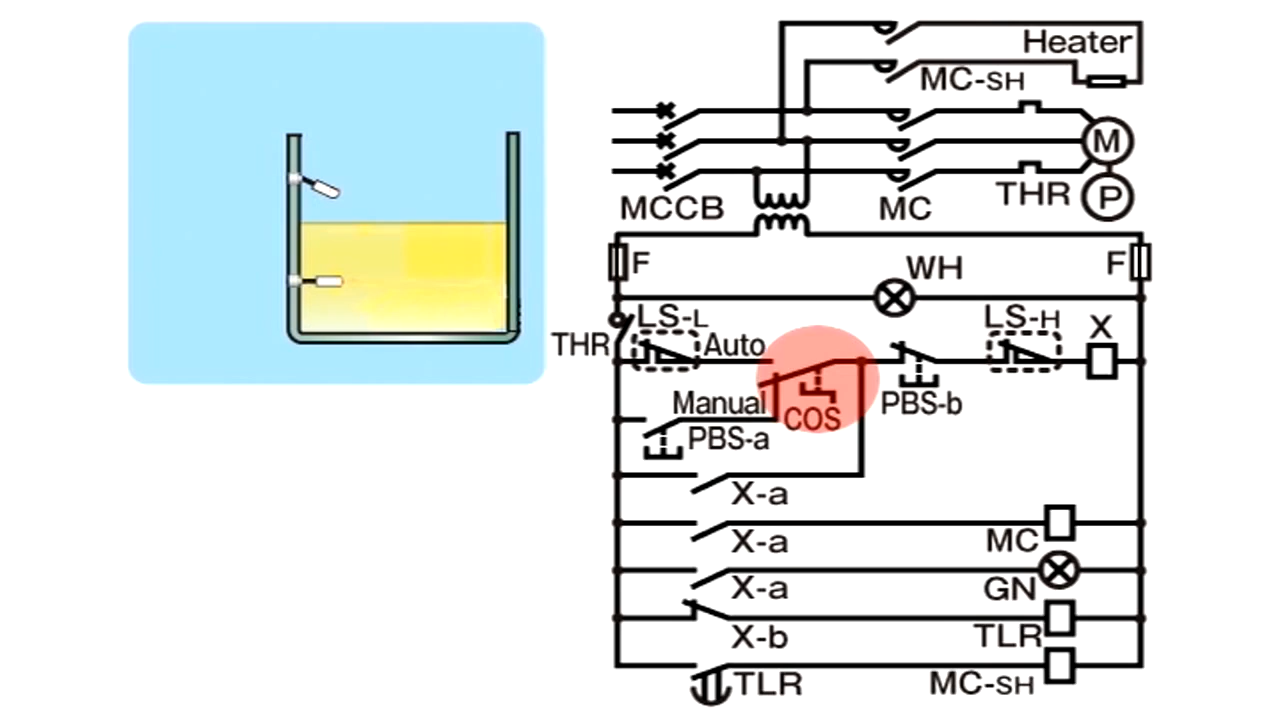 Heater
MC-SH
MCCB
MC
THR
M
P
F
F
WH
THR
LS-L
Auto
LS-H
X
Manual
COS
PBS-b
PBS-a
X-a
X-a
MC
X-a
GN
X-b
TLR
TLR
MC-SH